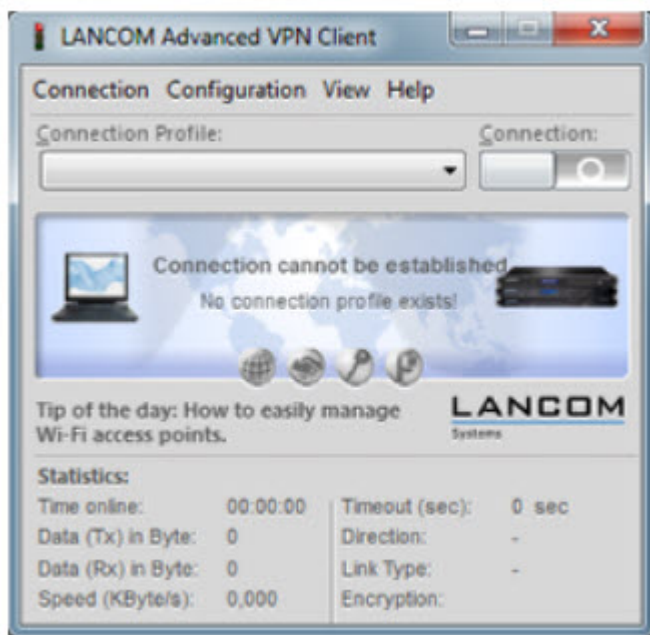 LANCOM Advanced VPN Client
Connection Configuration View Help
Connection Profile: Connection:
Connection cannot be established
No connection profile exists!
Tip of the day: How to easily manage
Wi-Fi access points.
LANCOM
Systems
Statistics:
Time online: 00:00:00 Timeout (sec): 0 sec
Data (Tx) in Byte: 0 Direction: -
Data (Rx) in Byte: 0 Link Type: -
Speed (KByte/s): 0,000 Encryption: